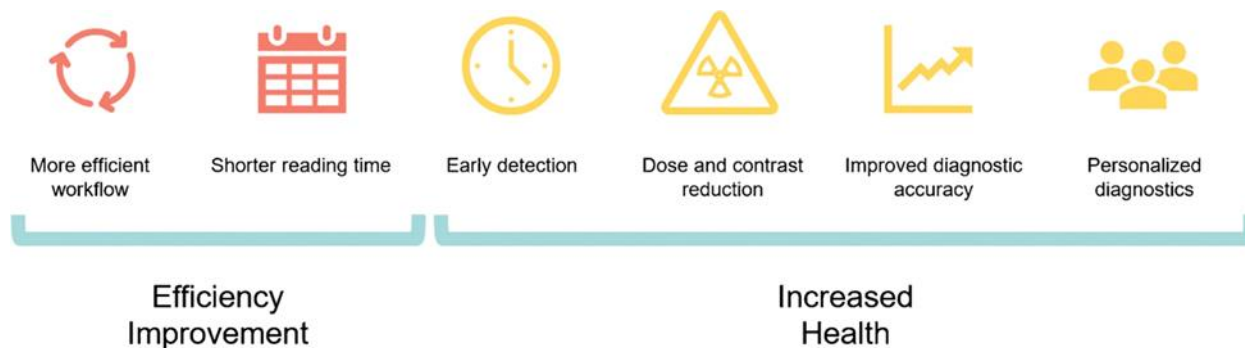 More efficient
workflow
Shorter reading time
Early detection
Dose and contrast
reduction
Improved diagnostic
accuracy
Personalized
diagnostics
Efficiency
Improvement
Increased
Health